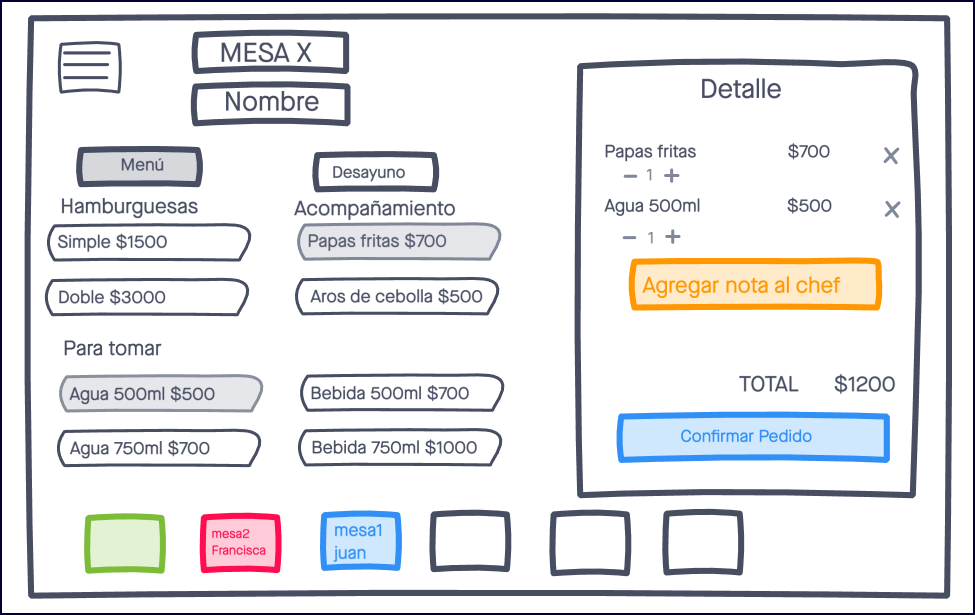 MESA X
Nombre
Menú
Desayuno
Hamburguesas
Acompañamiento
Simple $1500
Papas fritas $700
Doble $3000
Aros de cebolla $500
Para tomar
Agua 500ml $500
Bebida 500ml $700
Agua 750ml $700
Bebida 750ml $1000
Detalle
Papas fritas $700
1
Agua 500ml $500
1
Agregar nota al chef
TOTAL $1200
Confirmar Pedido
mesa2
Francisca
mesa1
juan